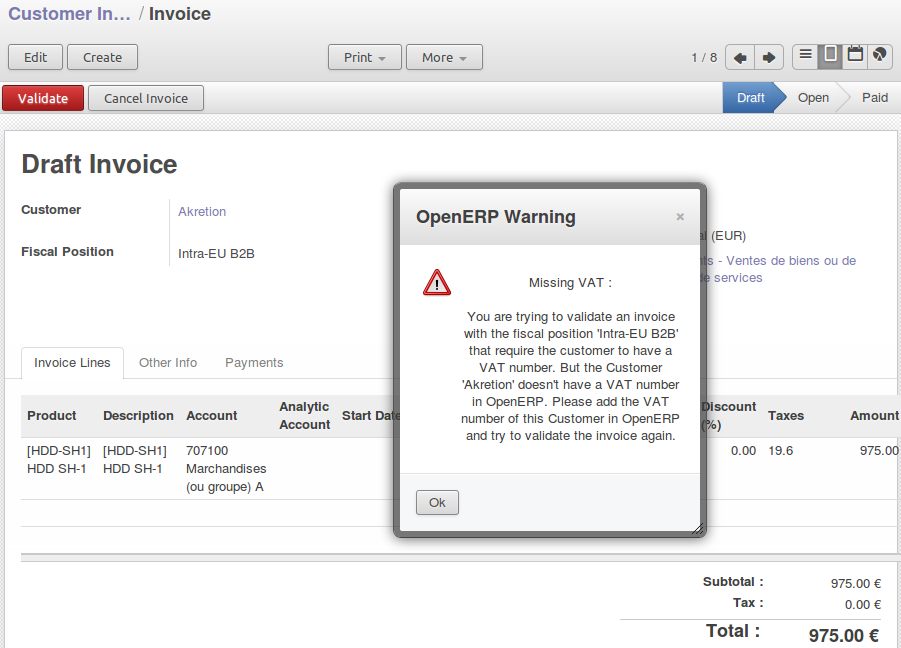 Customer In... / Invoice
Edit Create Print More 1 / 8
Validate Cancel Invoice Draft Open Paid
Draft Invoice
Customer Akretion
Fiscal Position Intra-EU B2B
OpenERP Warning ×
(EUR)
- Ventes de biens ou de
services
Missing VAT :
You are trying to validate an invoice
with the fiscal position 'Intra-EU B2B'
that require the customer to have a
VAT number. But the Customer
'Akretion' doesn't have a VAT number
in OpenERP. Please add the VAT
number of this Customer in OpenERP
and try to validate the invoice again.
Ok
Invoice Lines Other Info Payments
Product Description Account Analytic Account Start Date Discount (%) Taxes Amount
[HDD-SH1] [HDD-SH1] 707100 0.00 19.6 975.00
HDD SH-1 HDD SH-1 Marchandises
(ou groupe) A
Subtotal : 975.00 €
Tax : 0.00 €
Total : 975.00 €